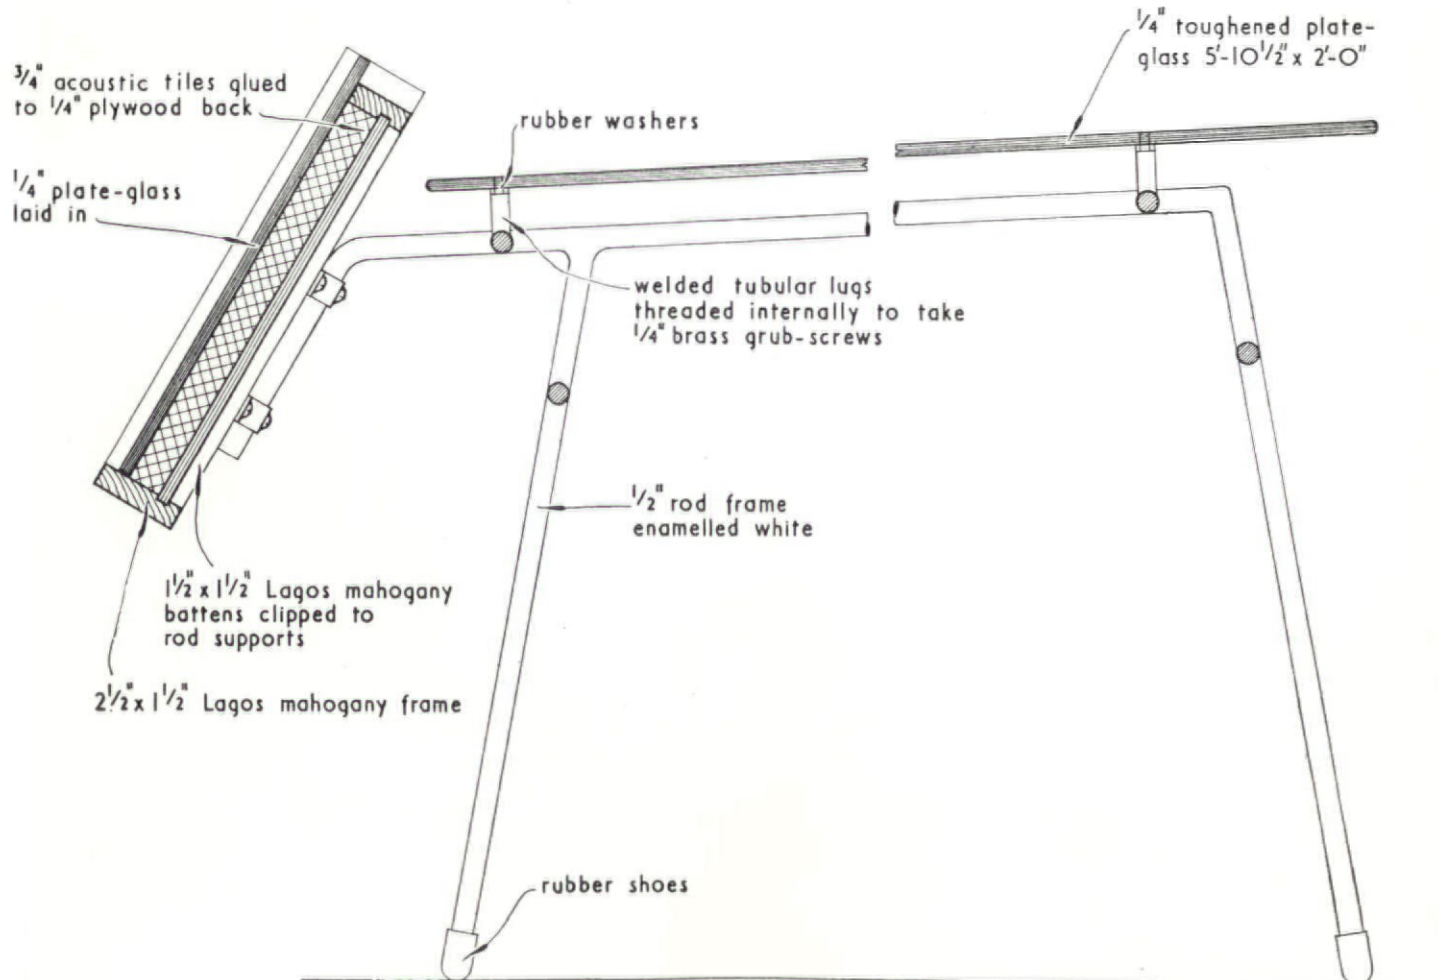 3/4" acoustic tiles glued
to 1/4" plywood back
1/4" plate-glass
laid in
rubber washers
1/4" toughened plate-
glass 5'-10 1/2" x 2'-0"
welded tubular lugs
threaded internally to take
1/4" brass grub-screws
1/2" rod frame
enamelled white
1 1/2" x 1 1/2" Lagos mahogany
battens clipped to
rod supports
2 1/2" x 1 1/2" Lagos mahogany frame
rubber shoes